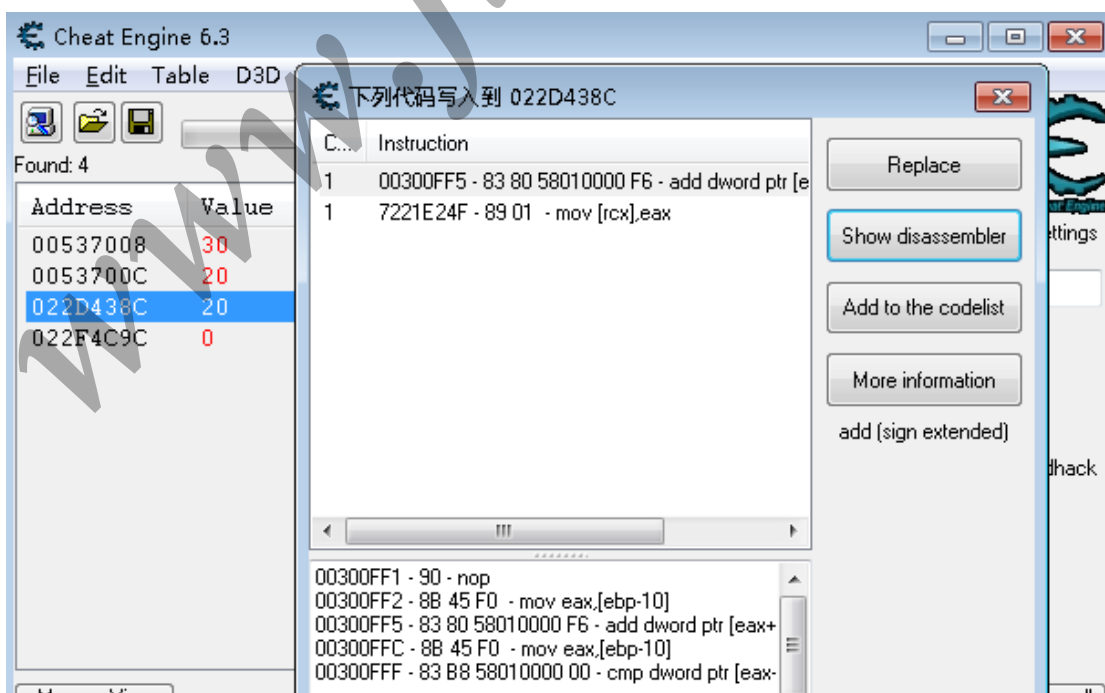 Cheat Engine 6.3
File Edit Table D3D
Found: 4
Address Value
00537008 30
0053700C 20
022D438C 20
022F4C9C 0
下列代码写入到 022D438C
C... Instruction
1 00300FF5 - 83 80 58010000 F6 - add dword ptr [e
1 7221E24F - 89 01 - mov [rcx],eax
Replace
Show disassembler
Add to the codelist
More information
add (sign extended)
00300FF1 - 90 - nop
00300FF2 - 8B 45 F0 - mov eax,[ebp-10]
00300FF5 - 83 80 58010000 F6 - add dword ptr [eax+
00300FFC - 8B 45 F0 - mov eax,[ebp-10]
00300FFF - 83 B8 58010000 00 - cmp dword ptr [eax-
ttings
dhack